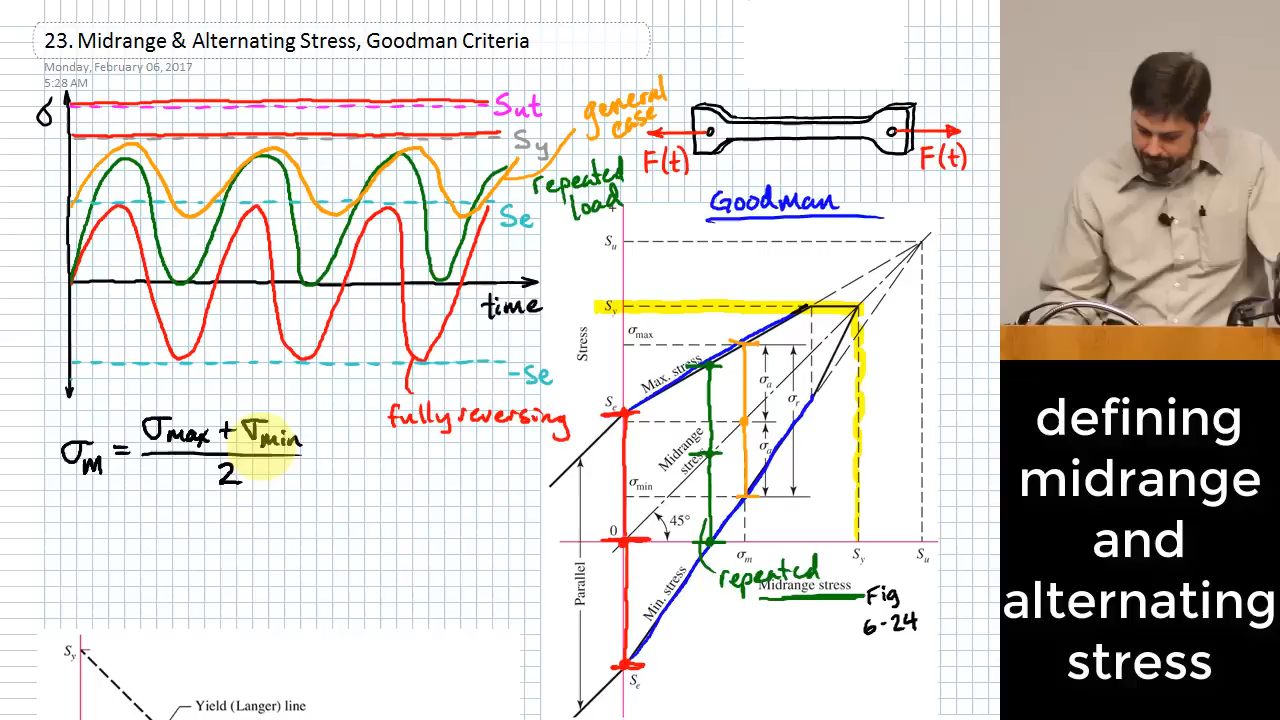 23. Midrange & Alternating Stress, Goodman Criteria
Monday, February 06, 2017
5:28 AM
σ
Sut
Sy
Se
-Se
time
general
case
repeated
load
fully reversing
σm = σmax + σmin
2
F(t)
F(t)
Goodman
Su
Sy
σmax
Stress
Max. stress
Se
σa
σr
Midrange
stress
σa
σmin
45°
0
σm
Sy
Su
Parallel
Min. stress
repeated
Midrange stress
Fig
6-24
Se
Sy
Yield (Langer) line
defining
midrange
and
alternating
stress